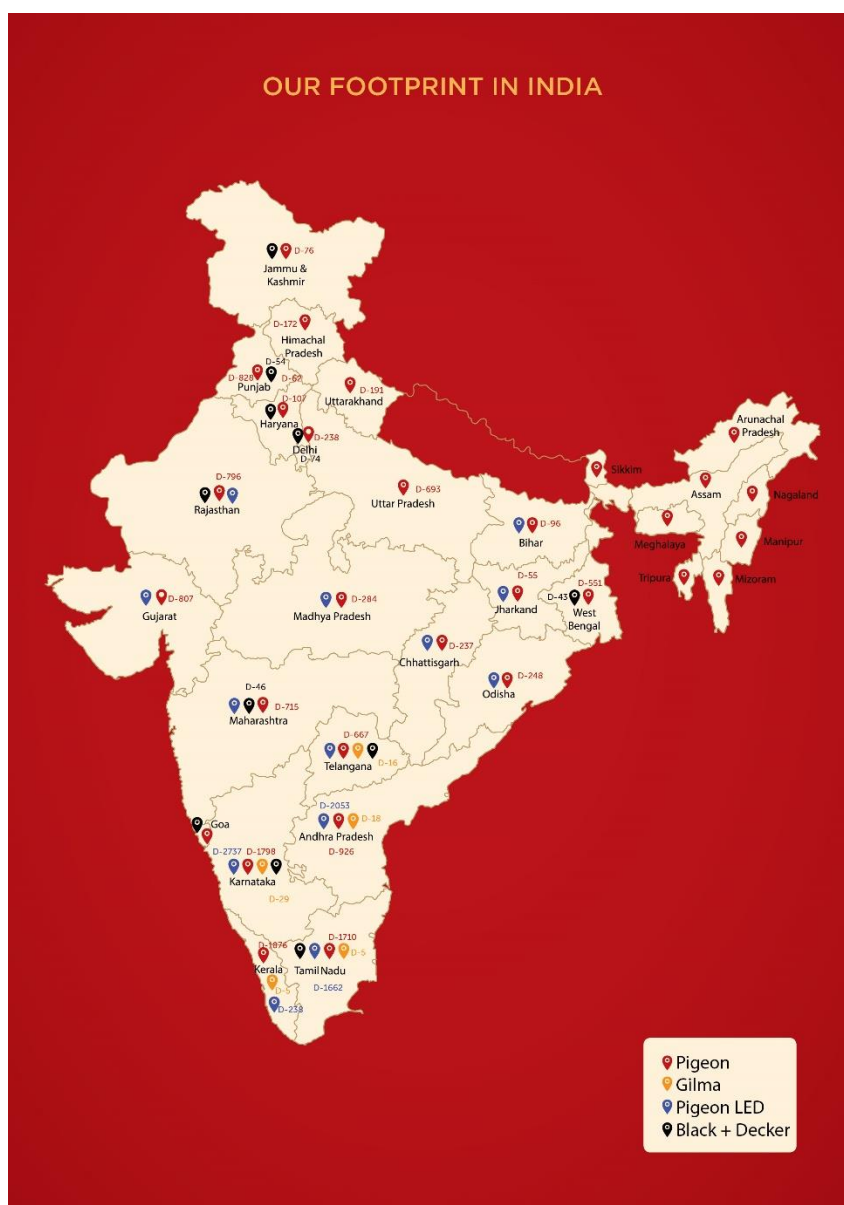 OUR FOOTPRINT IN INDIA
D-76
Jammu &
Kashmir
D-172
Himachal
Pradesh
D-54
D-828
D-62
Punjab
D-191
Uttarakhand
D-107
Haryana
D-238
Delhi
D-74
Arunachal
Pradesh
Sikkim
Assam
Nagaland
Meghalaya
Manipur
Tripura
Mizoram
D-796
Rajasthan
D-693
Uttar Pradesh
D-96
Bihar
D-807
Gujarat
D-284
Madhya Pradesh
D-55
Jharkand
D-551
D-43
West
Bengal
D-237
Chhattisgarh
D-248
Odisha
D-46
D-715
Maharashtra
D-667
Telangana
D-16
Goa
D-2053
D-18
Andhra Pradesh
D-926
D-2737 D-1798
Karnataka
D-29
D-1076
Kerala
D-5
D-238
D-1710
D-5
Tamil Nadu
D-1662
Pigeon
Gilma
Pigeon LED
Black + Decker